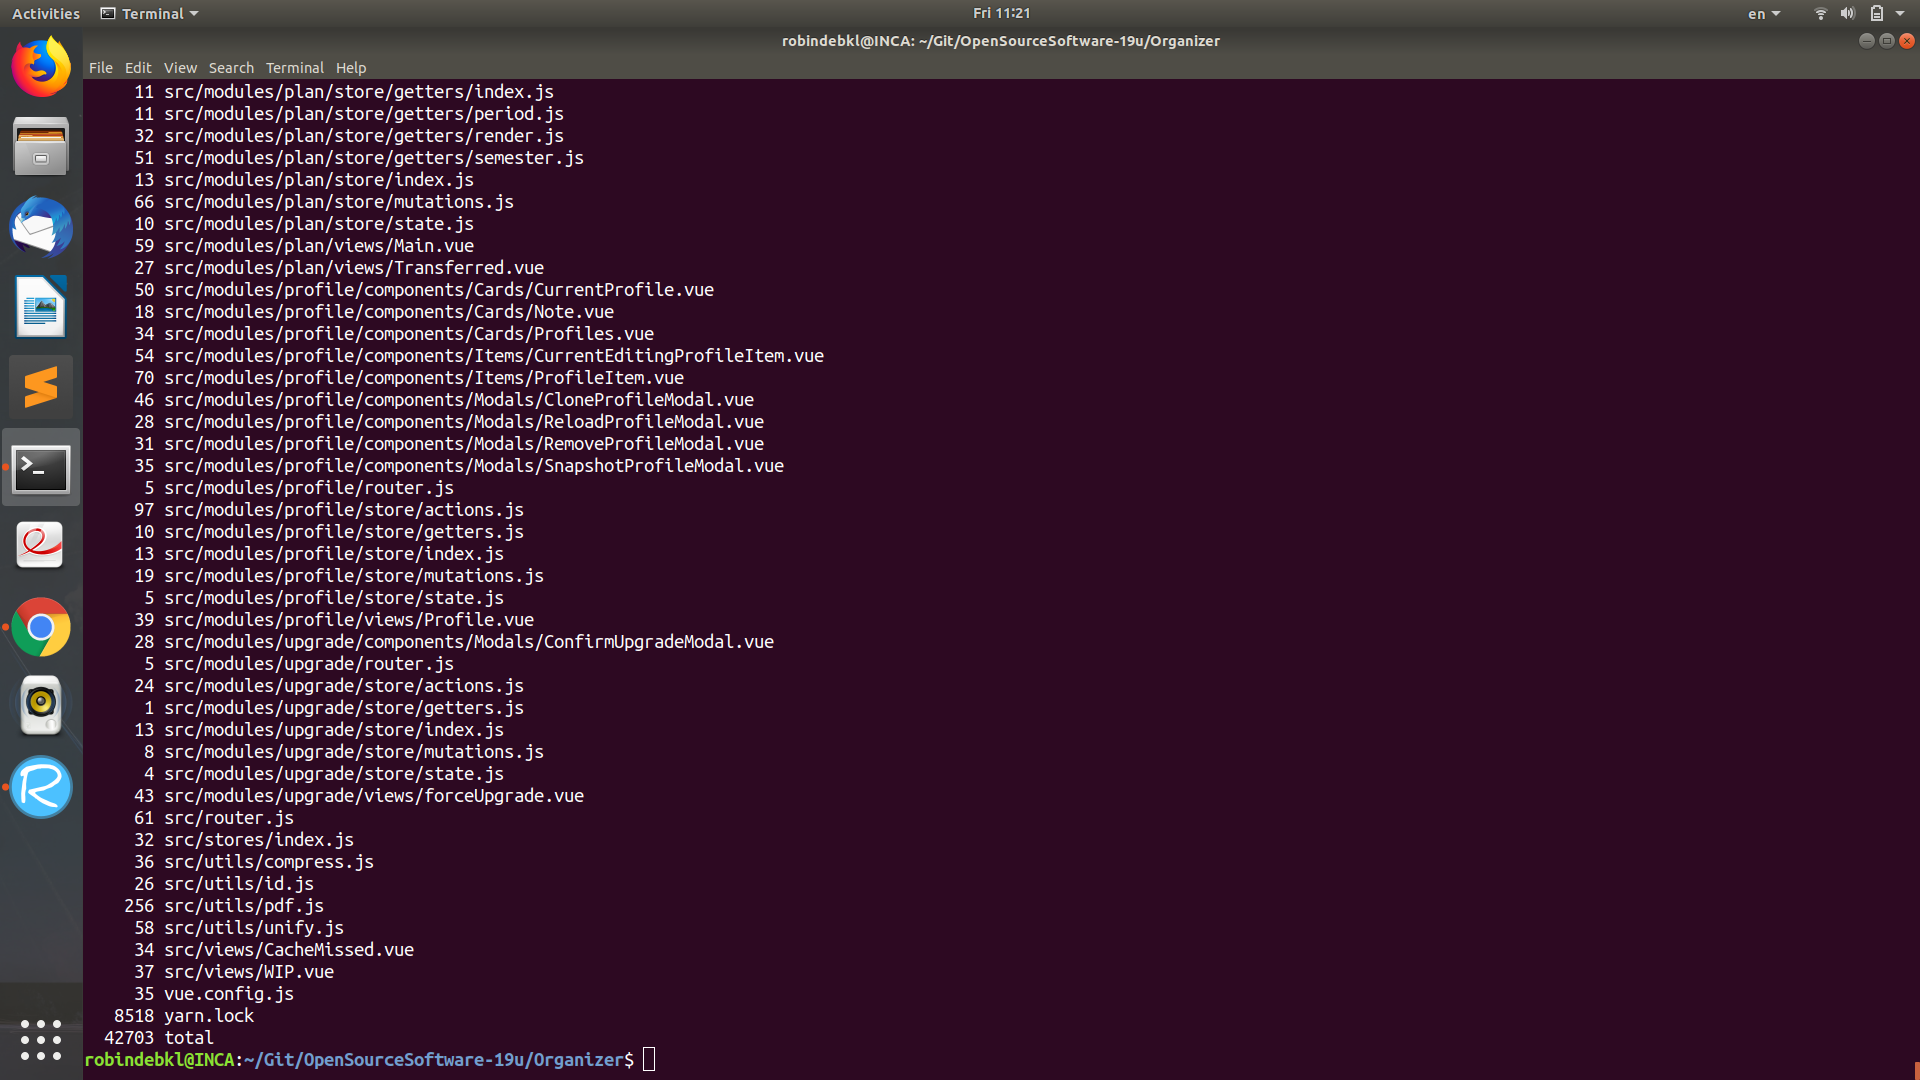 Activities Terminal Fri 11:21 en
robindebkl@INCA: ~/Git/OpenSourceSoftware-19u/Organizer
File Edit View Search Terminal Help
11 src/modules/plan/store/getters/index.js
11 src/modules/plan/store/getters/period.js
32 src/modules/plan/store/getters/render.js
51 src/modules/plan/store/getters/semester.js
13 src/modules/plan/store/index.js
66 src/modules/plan/store/mutations.js
10 src/modules/plan/store/state.js
59 src/modules/plan/views/Main.vue
27 src/modules/plan/views/Transferred.vue
50 src/modules/profile/components/Cards/CurrentProfile.vue
18 src/modules/profile/components/Cards/Note.vue
34 src/modules/profile/components/Cards/Profiles.vue
54 src/modules/profile/components/Items/CurrentEditingProfileItem.vue
70 src/modules/profile/components/Items/ProfileItem.vue
46 src/modules/profile/components/Modals/CloneProfileModal.vue
28 src/modules/profile/components/Modals/ReloadProfileModal.vue
31 src/modules/profile/components/Modals/RemoveProfileModal.vue
35 src/modules/profile/components/Modals/SnapshotProfileModal.vue
5 src/modules/profile/router.js
97 src/modules/profile/store/actions.js
10 src/modules/profile/store/getters.js
13 src/modules/profile/store/index.js
19 src/modules/profile/store/mutations.js
5 src/modules/profile/store/state.js
39 src/modules/profile/views/Profile.vue
28 src/modules/upgrade/components/Modals/ConfirmUpgradeModal.vue
5 src/modules/upgrade/router.js
24 src/modules/upgrade/store/actions.js
1 src/modules/upgrade/store/getters.js
13 src/modules/upgrade/store/index.js
8 src/modules/upgrade/store/mutations.js
4 src/modules/upgrade/store/state.js
43 src/modules/upgrade/views/forceUpgrade.vue
61 src/router.js
32 src/stores/index.js
36 src/utils/compress.js
26 src/utils/id.js
256 src/utils/pdf.js
58 src/utils/unify.js
34 src/views/CacheMissed.vue
37 src/views/WIP.vue
35 vue.config.js
8518 yarn.lock
42703 total
robindebkl@INCA:~/Git/OpenSourceSoftware-19u/Organizer$